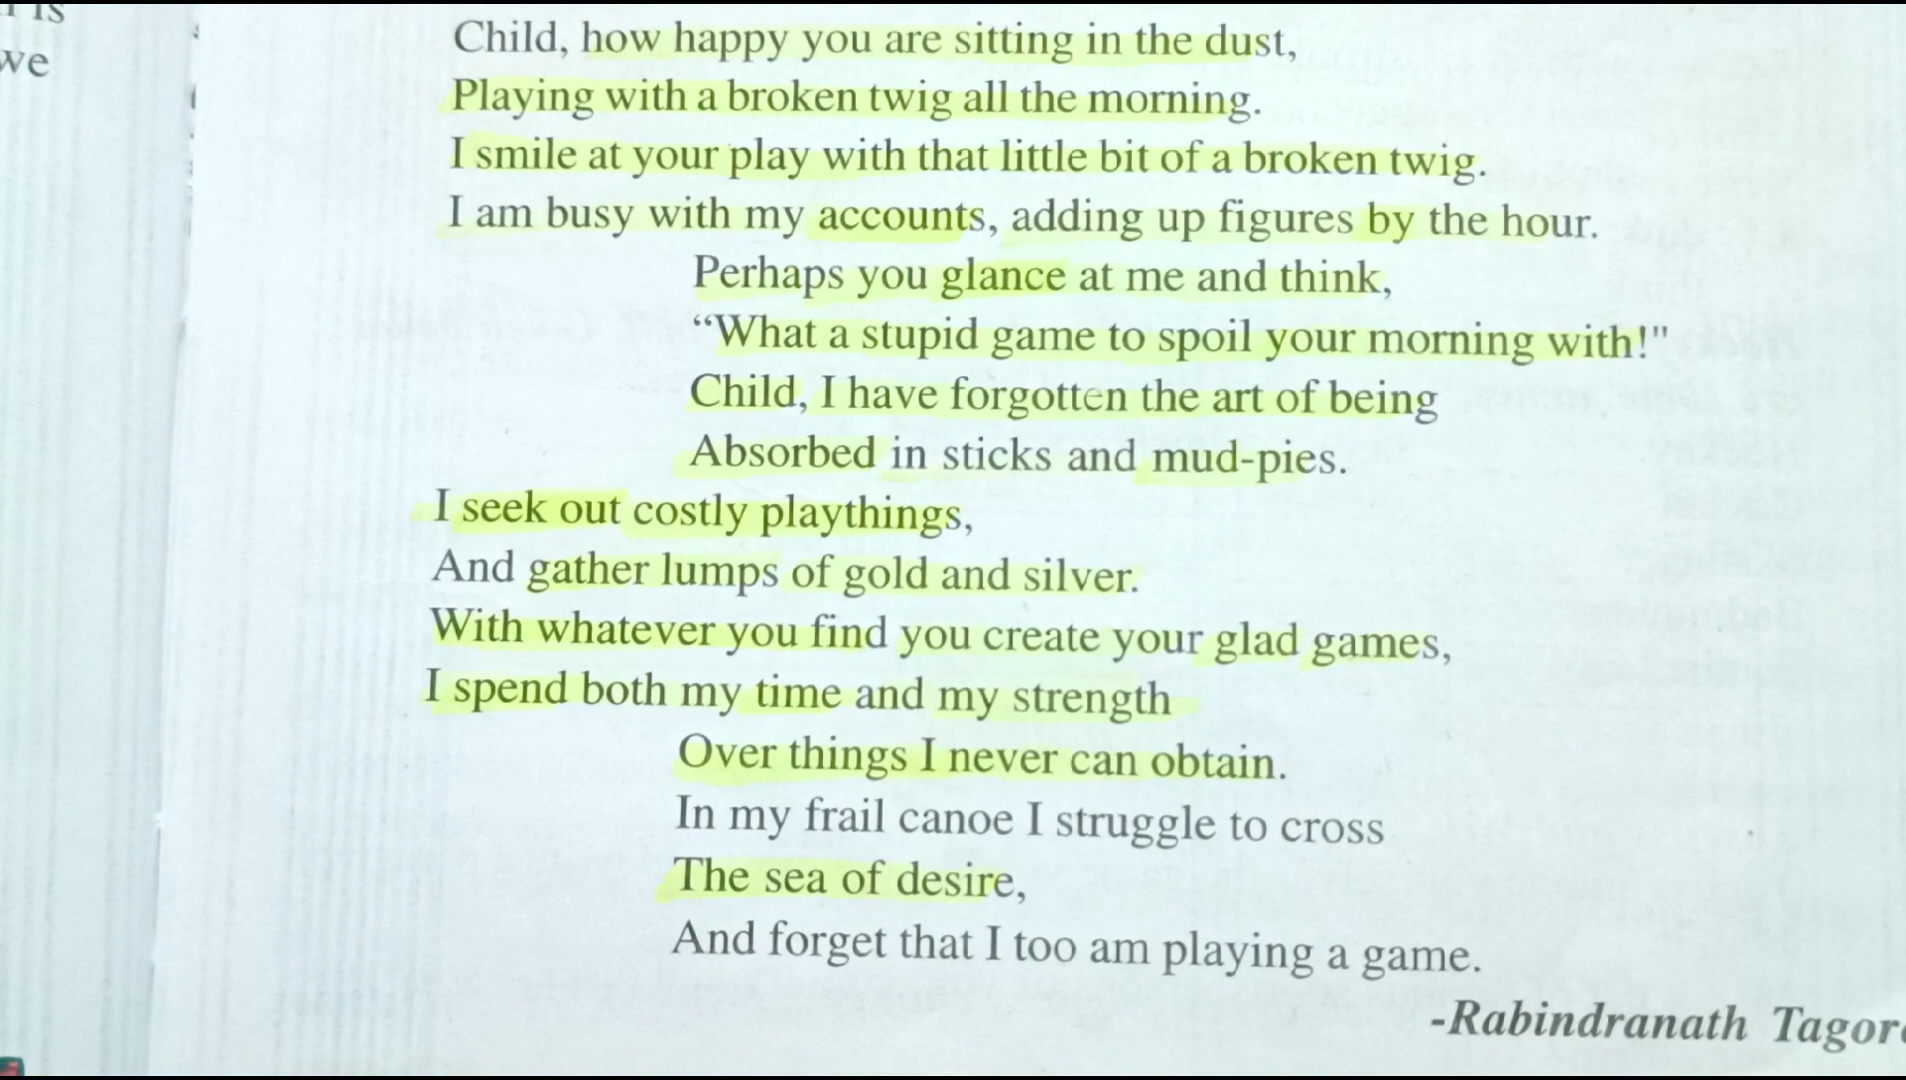 is
we
Child, how happy you are sitting in the dust,
Playing with a broken twig all the morning.
I smile at your play with that little bit of a broken twig.
I am busy with my accounts, adding up figures by the hour.
Perhaps you glance at me and think,
“What a stupid game to spoil your morning with!"
Child, I have forgotten the art of being
Absorbed in sticks and mud-pies.
I seek out costly playthings,
And gather lumps of gold and silver.
With whatever you find you create your glad games,
I spend both my time and my strength
Over things I never can obtain.
In my frail canoe I struggle to cross
The sea of desire,
And forget that I too am playing a game.
-Rabindranath Tagore